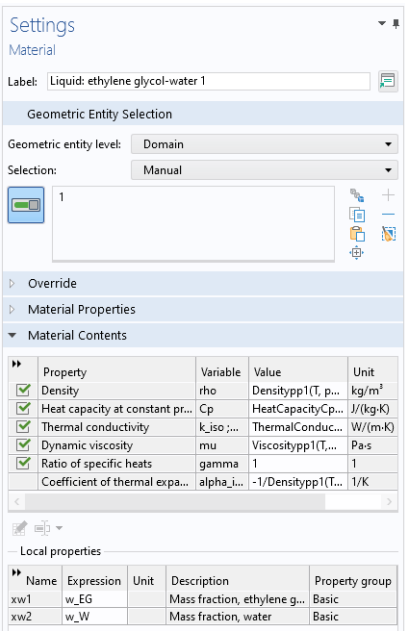 Settings
Material
Label: Liquid: ethylene glycol-water 1
Geometric Entity Selection
Geometric entity level: Domain
Selection: Manual
1
Override
Material Properties
Material Contents
Property Variable Value Unit
Density rho Densitypp1(T, p... kg/m³
Heat capacity at constant pr... Cp HeatCapacityCp... J/(kg·K)
Thermal conductivity k_iso ;... ThermalConduc... W/(m·K)
Dynamic viscosity mu Viscositypp1(T,... Pa·s
Ratio of specific heats gamma 1 1
Coefficient of thermal expa... alpha_i... -1/Densitypp1(T... 1/K
Local properties
Name Expression Unit Description Property group
xw1 w_EG Mass fraction, ethylene g... Basic
xw2 w_W Mass fraction, water Basic